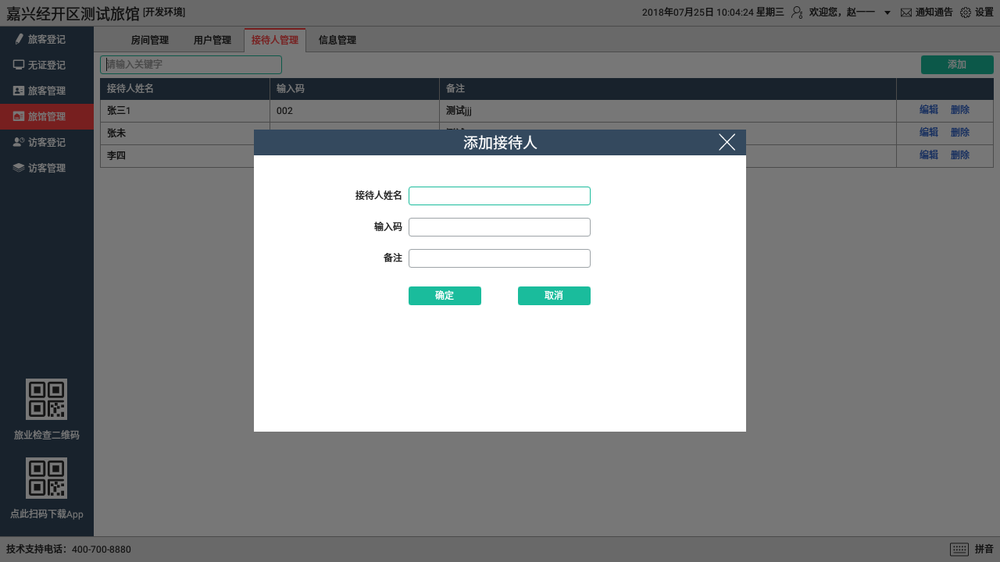 嘉兴经开区测试旅馆 [开发环境]
2018年07月25日 10:04:24 星期三 欢迎您，赵一一 通知通告 设置
旅客登记
无证登记
旅客管理
旅馆管理
访客登记
访客管理
旅业检查二维码
点此扫码下载App
房间管理 用户管理 接待人管理 信息管理
请输入关键字 添加
接待人姓名 输入码 备注
张三1 002 测试jjj 编辑 删除
张未 编辑 删除
李四 编辑 删除
添加接待人
接待人姓名
输入码
备注
确定 取消
技术支持电话：400-700-8880 拼音